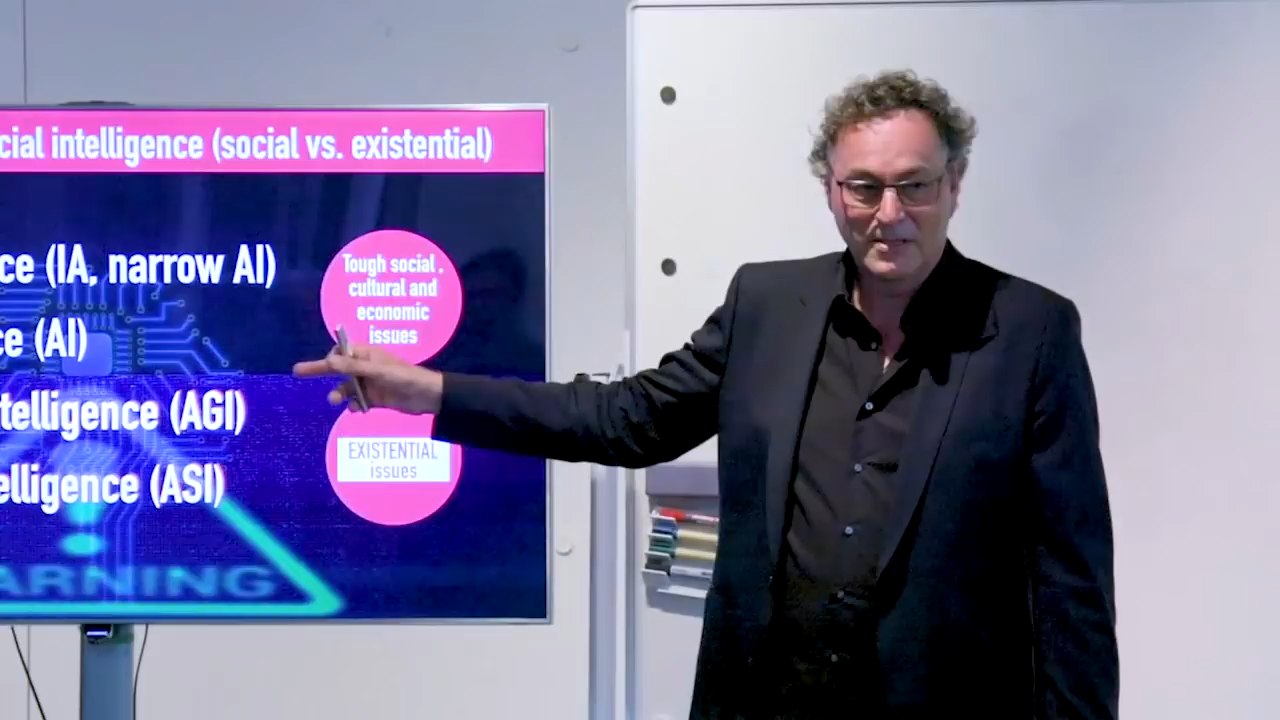 cial intelligence (social vs. existential)
ce (IA, narrow AI)
ce (AI)
telligence (AGI)
elligence (ASI)
Tough social,
cultural and
economic
issues
EXISTENTIAL
issues
ARNING